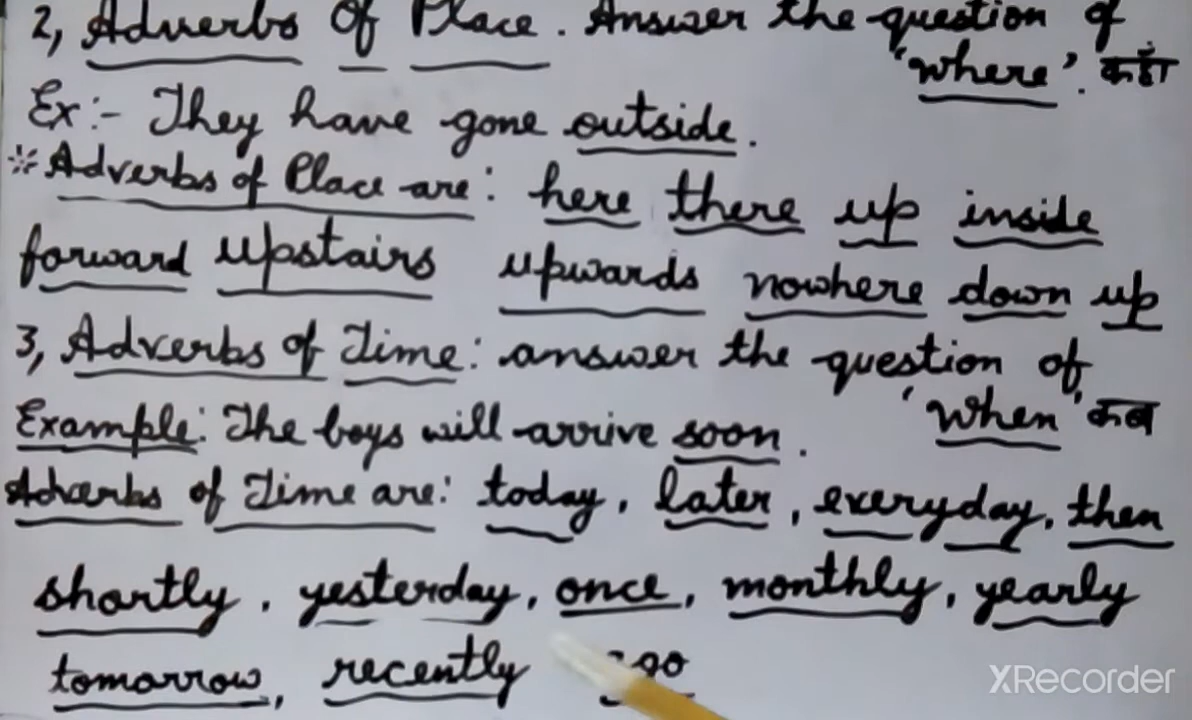 2, Adverbs Of Place. Answer the question of
'where'. कहाँ
Ex:- They have gone outside.
* Adverbs of Place are: here there up inside
forward upstairs upwards nowhere down up
3, Adverbs of Time: answer the question of
'When' कब
Example: The boys will arrive soon.
Adverbs of Time are: today, later, everyday, then
shortly, yesterday, once, monthly, yearly
tomorrow, recently
XRecorder